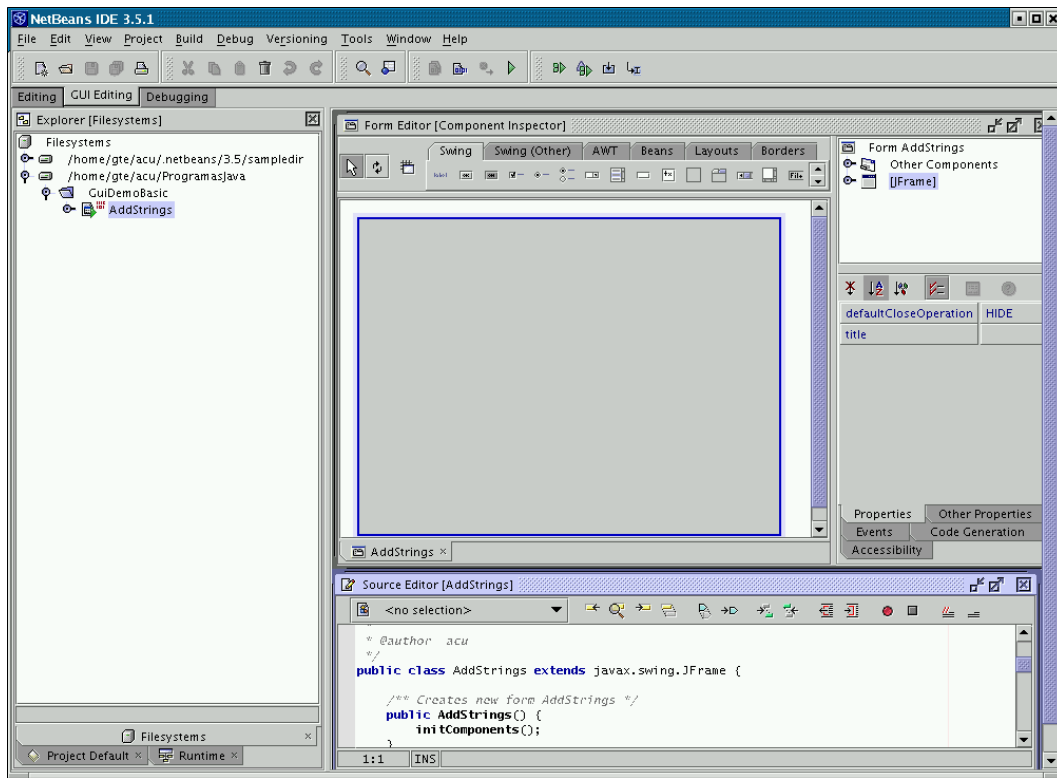 NetBeans IDE 3.5.1
File Edit View Project Build Debug Versioning Tools Window Help
Editing GUI Editing Debugging
Explorer [Filesystems]
Filesystems
/home/gte/acu/.netbeans/3.5/sampledir
/home/gte/acu/ProgramasJava
GuiDemoBasic
AddStrings
Filesystems ×
Project Default × Runtime ×
Form Editor [Component Inspector]
Swing Swing (Other) AWT Beans Layouts Borders
AddStrings ×
Form AddStrings
Other Components
[JFrame]
defaultCloseOperation HIDE
title
Properties Other Properties
Events Code Generation
Accessibility
Source Editor [AddStrings]
<no selection>
*
* @author acu
*/
public class AddStrings extends javax.swing.JFrame {
/** Creates new form AddStrings */
public AddStrings() {
initComponents();
}
1:1 INS